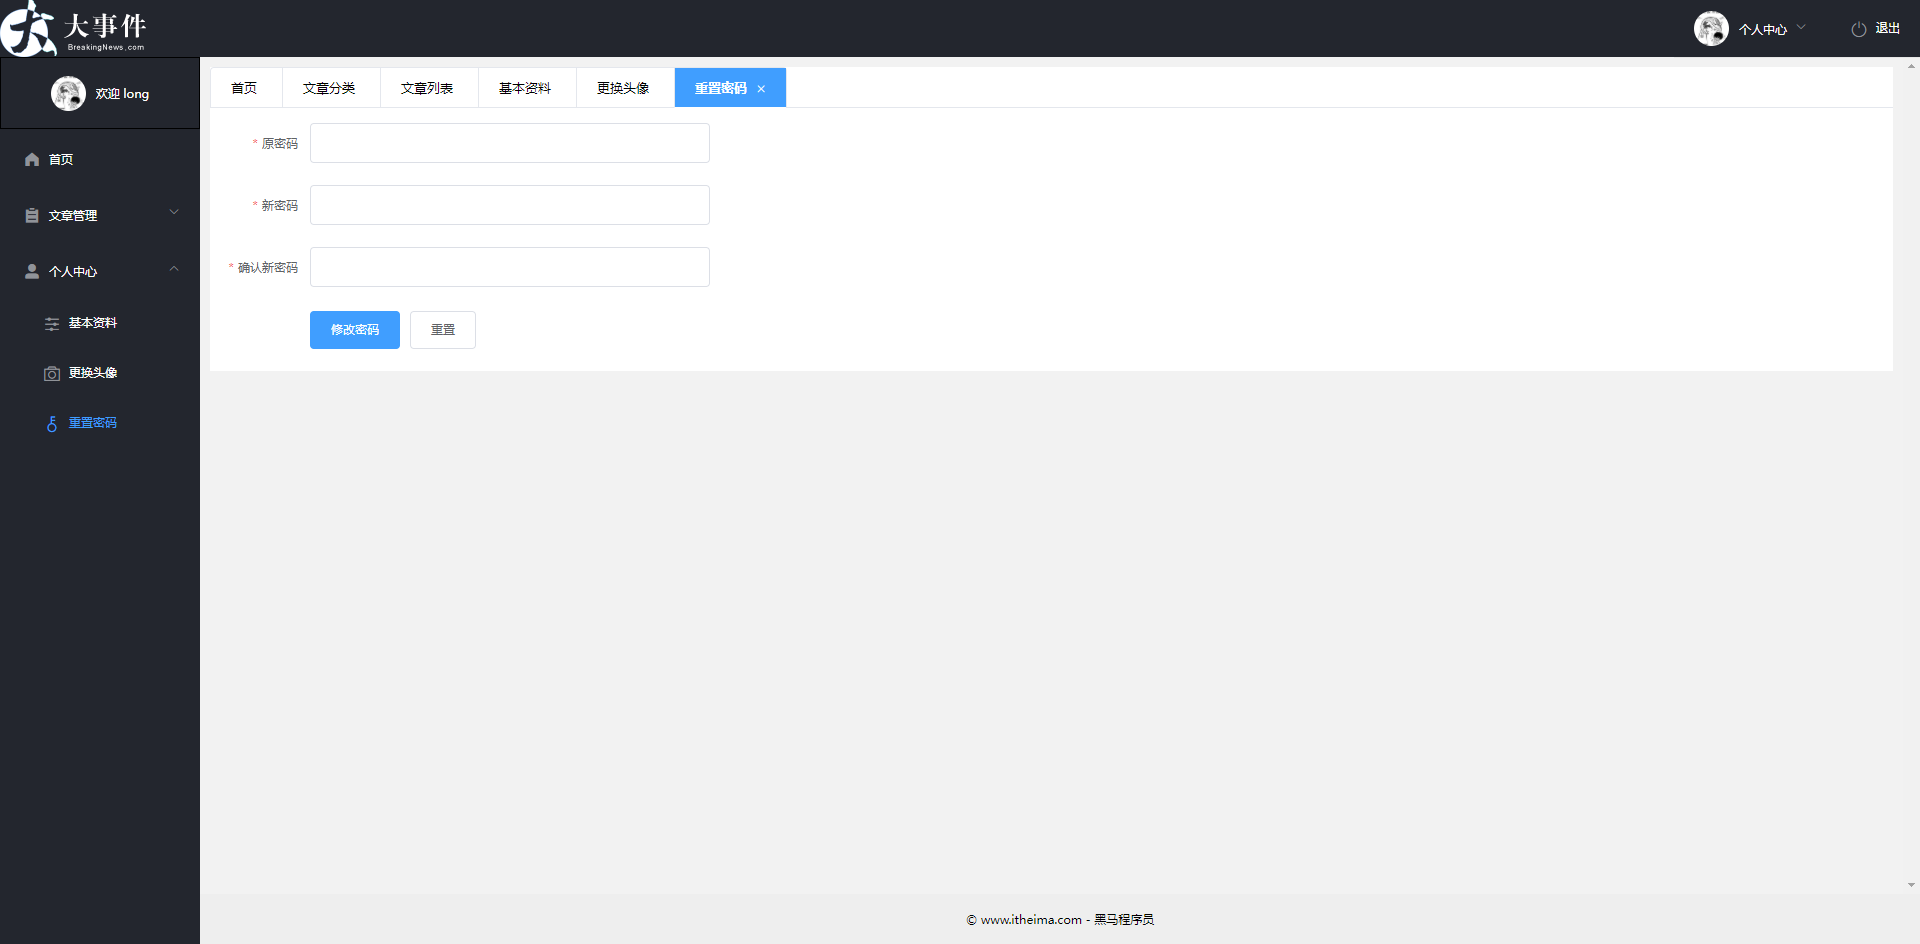 大事件
BreakingNews.com
个人中心
退出
欢迎 long
首页
文章管理
个人中心
基本资料
更换头像
重置密码
首页 文章分类 文章列表 基本资料 更换头像 重置密码 ×
* 原密码
* 新密码
* 确认新密码
修改密码 重置
© www.itheima.com - 黑马程序员